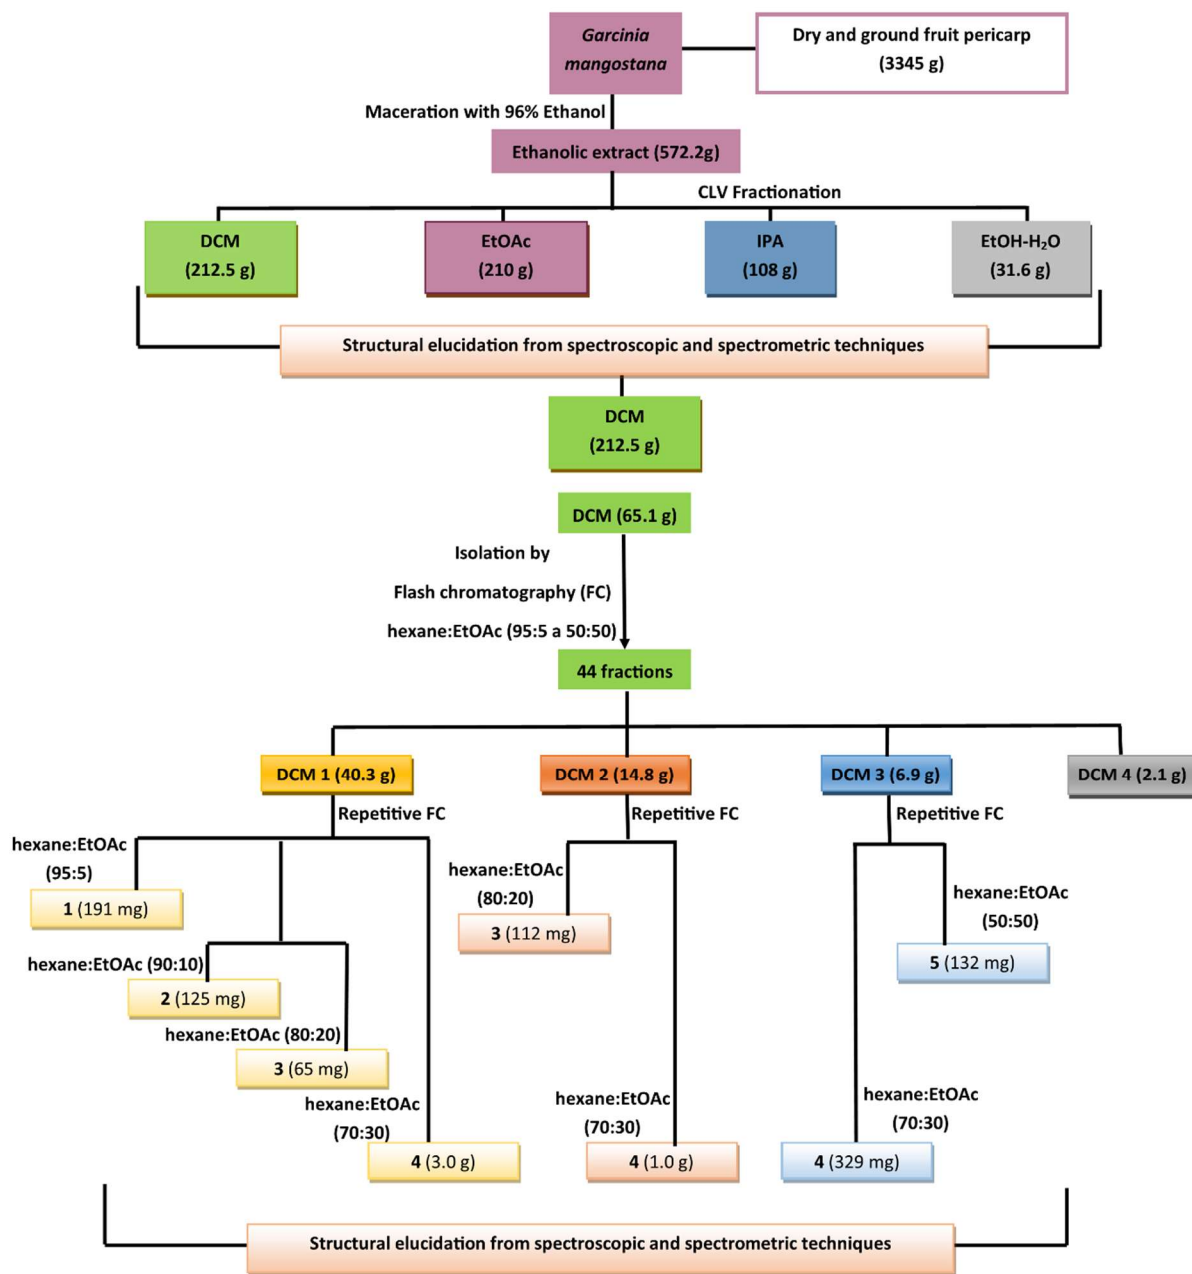 Garcinia
mangostana
Dry and ground fruit pericarp
(3345 g)
Maceration with 96% Ethanol
Ethanolic extract (572.2g)
CLV Fractionation
DCM
(212.5 g)
EtOAc
(210 g)
IPA
(108 g)
EtOH-H₂O
(31.6 g)
Structural elucidation from spectroscopic and spectrometric techniques
DCM
(212.5 g)
DCM (65.1 g)
Isolation by
Flash chromatography (FC)
hexane:EtOAc (95:5 a 50:50)
44 fractions
DCM 1 (40.3 g)
DCM 2 (14.8 g)
DCM 3 (6.9 g)
DCM 4 (2.1 g)
Repetitive FC
Repetitive FC
Repetitive FC
hexane:EtOAc
(95:5)
1 (191 mg)
hexane:EtOAc (90:10)
2 (125 mg)
hexane:EtOAc (80:20)
3 (65 mg)
hexane:EtOAc
(70:30)
4 (3.0 g)
hexane:EtOAc
(80:20)
3 (112 mg)
hexane:EtOAc
(70:30)
4 (1.0 g)
hexane:EtOAc
(50:50)
5 (132 mg)
hexane:EtOAc
(70:30)
4 (329 mg)
Structural elucidation from spectroscopic and spectrometric techniques